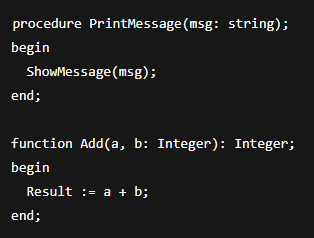 procedure PrintMessage(msg: string);
begin
  ShowMessage(msg);
end;

function Add(a, b: Integer): Integer;
begin
  Result := a + b;
end;